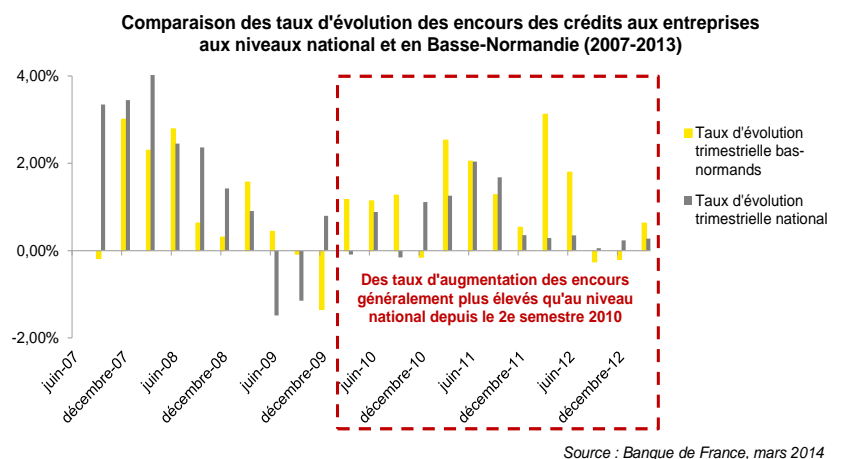 Comparaison des taux d'évolution des encours des crédits aux entreprises
aux niveaux national et en Basse-Normandie (2007-2013)
4,00%
2,00%
0,00%
-2,00%
Taux d'évolution
trimestrielle bas-
normands
Taux d'évolution
trimestrielle national
Des taux d'augmentation des encours
généralement plus élevés qu'au niveau
national depuis le 2e semestre 2010
juin-07
décembre-07
juin-08
décembre-08
juin-09
décembre-09
juin-10
décembre-10
juin-11
décembre-11
juin-12
décembre-12
Source : Banque de France, mars 2014